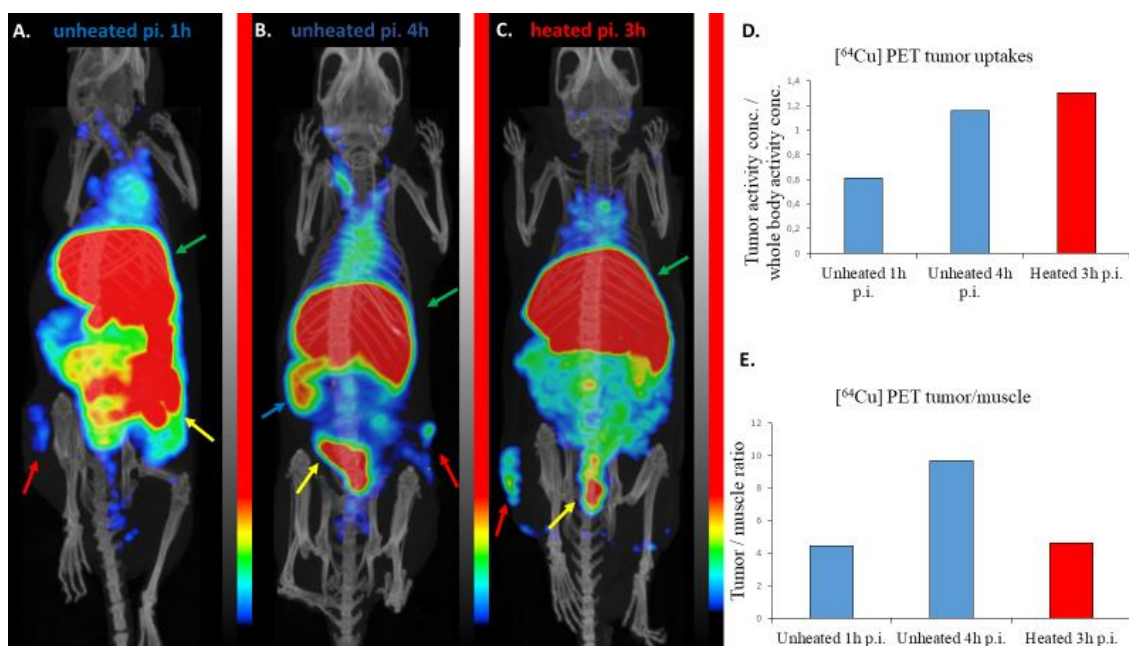 A. unheated pi. 1h
B. unheated pi. 4h
C. heated pi. 3h
D.
[⁶⁴Cu] PET tumor uptakes
Tumor activity conc. /
whole body activity conc.
1,4
1,2
1
0,8
0,6
0,4
0,2
0
Unheated 1h
p.i.
Unheated 4h
p.i.
Heated 3h p.i.
E.
[⁶⁴Cu] PET tumor/muscle
Tumor / muscle ratio
12
10
8
6
4
2
0
Unheated 1h p.i.
Unheated 4h p.i.
Heated 3h p.i.